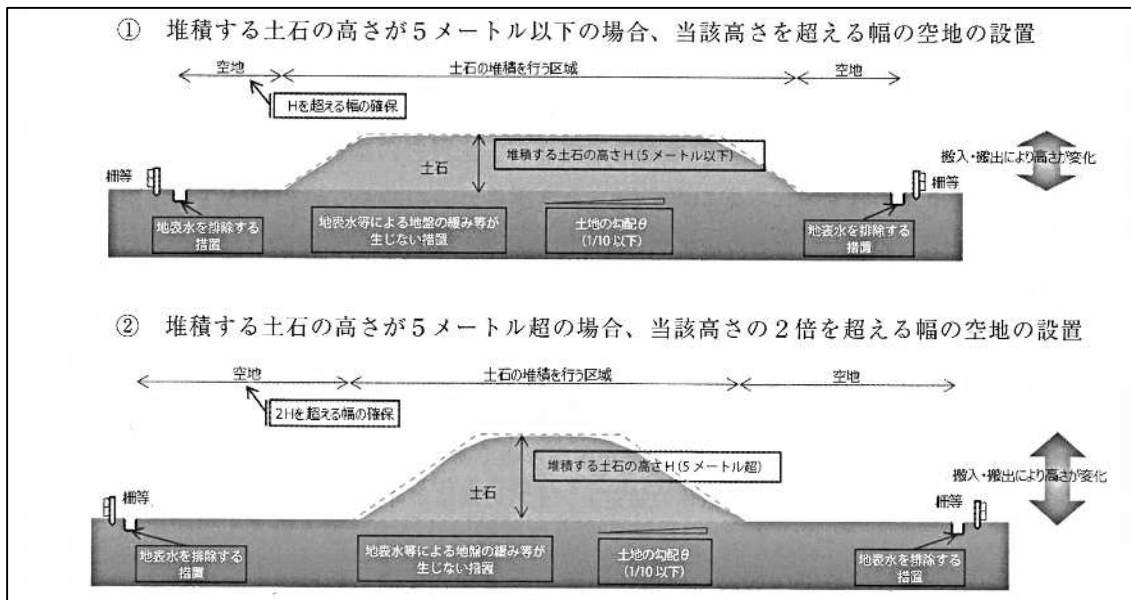 ① 堆積する土石の高さが5メートル以下の場合、当該高さを超える幅の空地の設置
空地
土石の堆積を行う区域
空地
Hを超える幅の確保
堆積する土石の高さH(5メートル以下)
搬入・搬出により高さが変化
土石
柵等
柵等
地表水を排除する
措置
地表水等による地盤の緩み等が
生じない措置
土地の勾配θ
(1/10以下)
地表水を排除する
措置
② 堆積する土石の高さが5メートル超の場合、当該高さの2倍を超える幅の空地の設置
空地
土石の堆積を行う区域
空地
2Hを超える幅の確保
堆積する土石の高さH(5メートル超)
搬入・搬出により高さが変化
土石
柵等
柵等
地表水を排除する
措置
地表水等による地盤の緩み等が
生じない措置
土地の勾配θ
(1/10以下)
地表水を排除する
措置